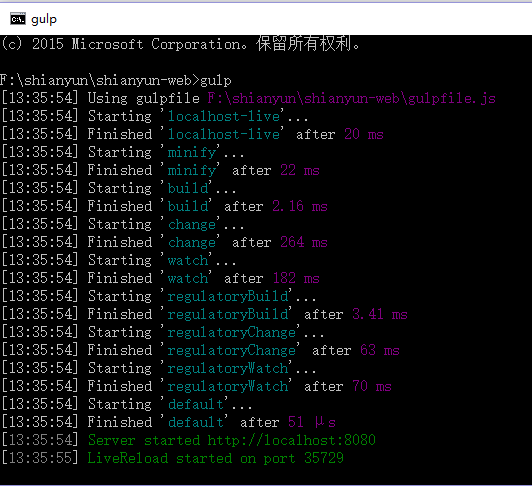 gulp
(c) 2015 Microsoft Corporation。保留所有权利。
F:\shianyun\shianyun-web>gulp
[13:35:54] Using gulpfile F:\shianyun\shianyun-web\gulpfile.js
[13:35:54] Starting 'localhost-live'...
[13:35:54] Finished 'localhost-live' after 20 ms
[13:35:54] Starting 'minify'...
[13:35:54] Finished 'minify' after 22 ms
[13:35:54] Starting 'build'...
[13:35:54] Finished 'build' after 2.16 ms
[13:35:54] Starting 'change'...
[13:35:54] Finished 'change' after 264 ms
[13:35:54] Starting 'watch'...
[13:35:54] Finished 'watch' after 182 ms
[13:35:54] Starting 'regulatoryBuild'...
[13:35:54] Finished 'regulatoryBuild' after 3.41 ms
[13:35:54] Starting 'regulatoryChange'...
[13:35:54] Finished 'regulatoryChange' after 63 ms
[13:35:54] Starting 'regulatoryWatch'...
[13:35:54] Finished 'regulatoryWatch' after 70 ms
[13:35:54] Starting 'default'...
[13:35:54] Finished 'default' after 51 μs
[13:35:54] Server started http://localhost:8080
[13:35:55] LiveReload started on port 35729